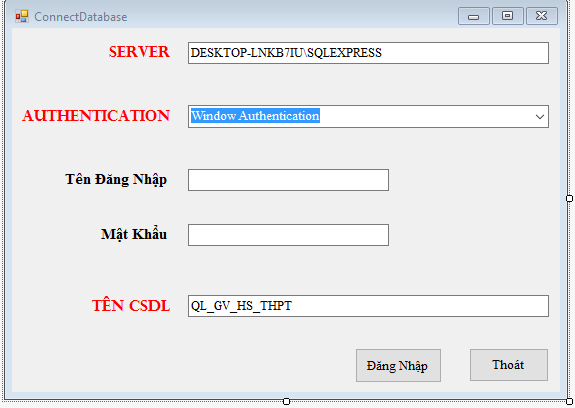 ConnectDatabase
SERVER DESKTOP-LNKB7IU\SQLEXPRESS
AUTHENTICATION Window Authentication
Tên Đăng Nhập
Mật Khẩu
TÊN CSDL QL_GV_HS_THPT
Đăng Nhập Thoát